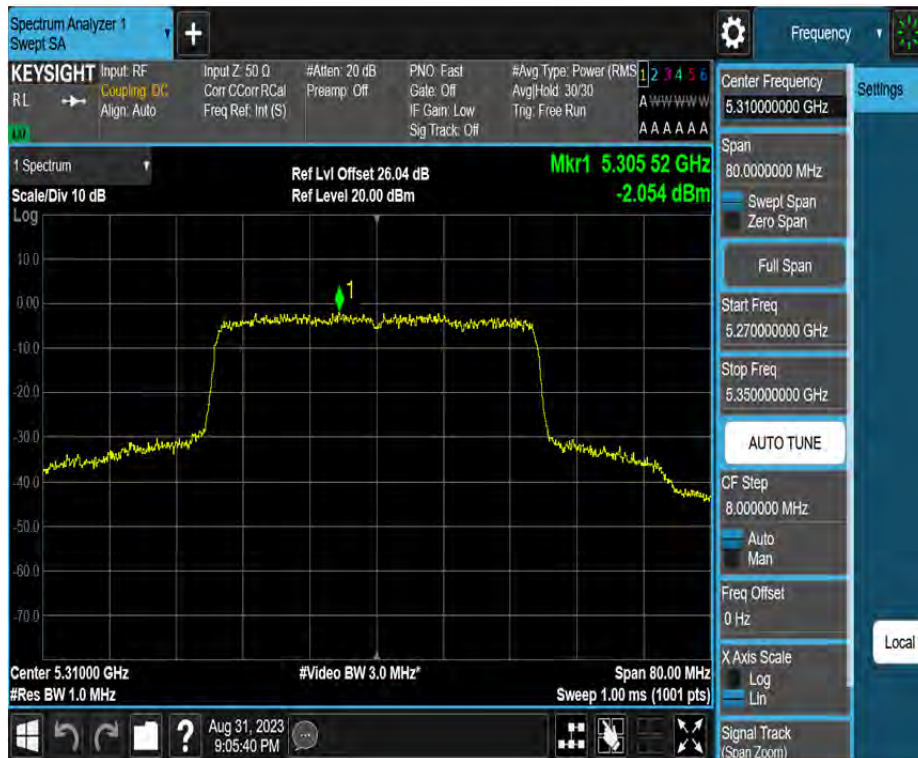 Spectrum Analyzer 1
Swept SA
+
Frequency
KEYSIGHT
RL
LXI
Input: RF
Coupling: DC
Align: Auto
Input Z: 50 Ω
Corr CCorr RCal
Freq Ref: Int (S)
#Atten: 20 dB
Preamp: Off
PNO: Fast
Gate: Off
IF Gain: Low
Sig Track: Off
#Avg Type: Power (RMS
Avg|Hold: 30/30
Trig: Free Run
1 2 3 4 5 6
A W W W W W
A A A A A A
1 Spectrum
Scale/Div 10 dB
Ref Lvl Offset 26.04 dB
Ref Level 20.00 dBm
Mkr1 5.305 52 GHz
-2.054 dBm
Log
10.0
0.00
-10.0
-20.0
-30.0
-40.0
-50.0
-60.0
-70.0
1
Center 5.31000 GHz
#Res BW 1.0 MHz
#Video BW 3.0 MHz*
Span 80.00 MHz
Sweep 1.00 ms (1001 pts)
Center Frequency
5.310000000 GHz
Span
80.0000000 MHz
Swept Span
Zero Span
Full Span
Start Freq
5.270000000 GHz
Stop Freq
5.350000000 GHz
AUTO TUNE
CF Step
8.000000 MHz
Auto
Man
Freq Offset
0 Hz
X Axis Scale
Log
Lin
Signal Track
(Span Zoom)
Settings
Local
?
Aug 31, 2023
9:05:40 PM